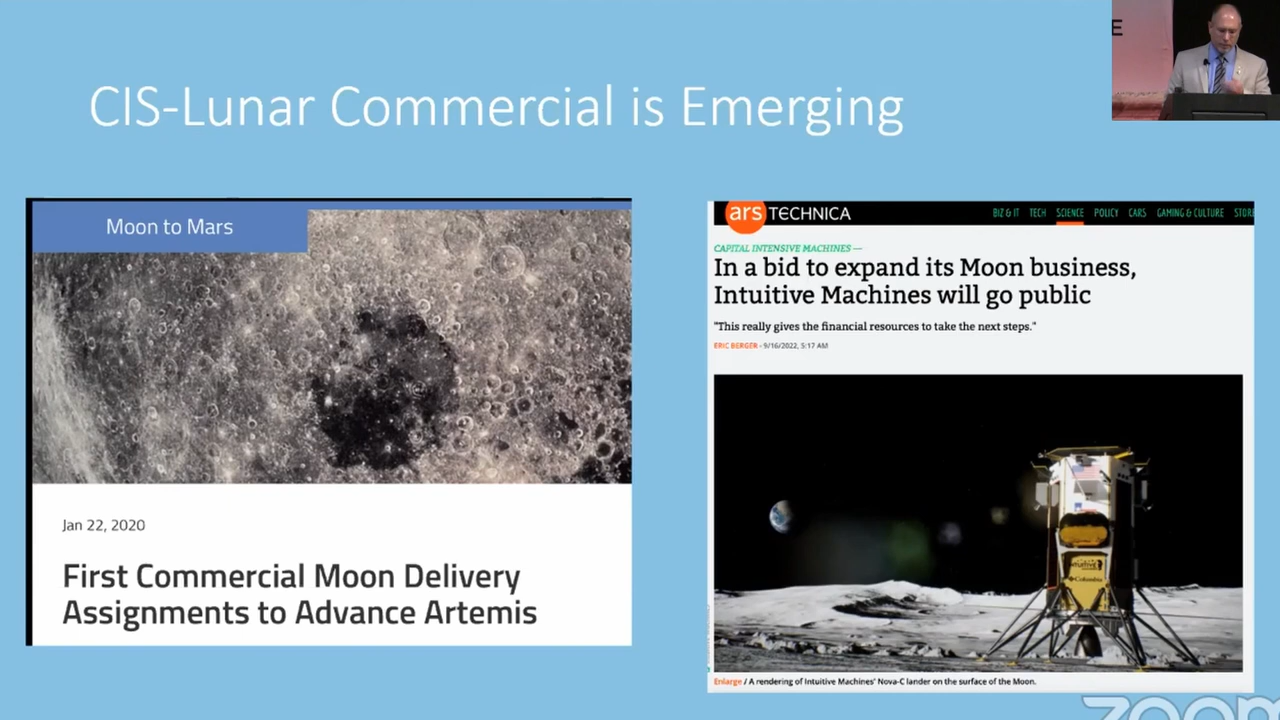 CIS-Lunar Commercial is Emerging
E
Moon to Mars
Jan 22, 2020
First Commercial Moon Delivery
Assignments to Advance Artemis
ars TECHNICA
BIZ & IT TECH SCIENCE POLICY CARS GAMING & CULTURE STORE
CAPITAL INTENSIVE MACHINES —
In a bid to expand its Moon business,
Intuitive Machines will go public
"This really gives the financial resources to take the next steps."
ERIC BERGER - 9/16/2022, 5:17 AM
Columbia
Enlarge / A rendering of Intuitive Machines' Nova-C lander on the surface of the Moon.
zoom